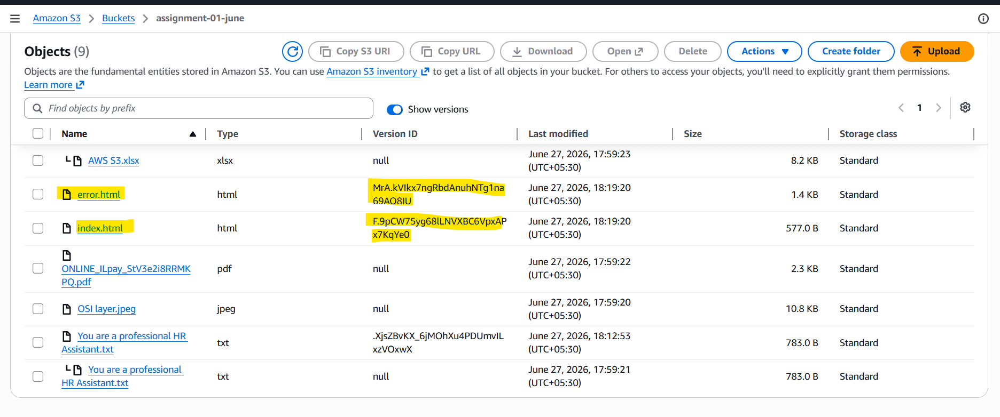 Amazon S3 > Buckets > assignment-01-june
Objects (9)
Copy S3 URI
Copy URL
Download
Open
Delete
Actions
Create folder
Upload
Objects are the fundamental entities stored in Amazon S3. You can use Amazon S3 inventory to get a list of all objects in your bucket. For others to access your objects, you'll need to explicitly grant them permissions.
Learn more
Find objects by prefix
Show versions
1
Name Type Version ID Last modified Size Storage class
AWS S3.xlsx xlsx null June 27, 2026, 17:59:23 (UTC+05:30) 8.2 KB Standard
error.html html MrA.kVIkx7ngRbdAnuhNTg1na69AO8IU June 27, 2026, 18:19:20 (UTC+05:30) 1.4 KB Standard
index.html html F.9pCW75yg68lLNVXBC6VpxAPx7KqYe0 June 27, 2026, 18:19:20 (UTC+05:30) 577.0 B Standard
ONLINE_ILpay_StV3e2i8RRMKPQ.pdf pdf null June 27, 2026, 17:59:22 (UTC+05:30) 2.3 KB Standard
OSI layer.jpeg jpeg null June 27, 2026, 17:59:20 (UTC+05:30) 10.8 KB Standard
You are a professional HR Assistant.txt txt .XjsZBvKX_6jMOhXu4PDUmvILxzVOxwX June 27, 2026, 18:12:53 (UTC+05:30) 783.0 B Standard
You are a professional HR Assistant.txt txt null June 27, 2026, 17:59:21 (UTC+05:30) 783.0 B Standard